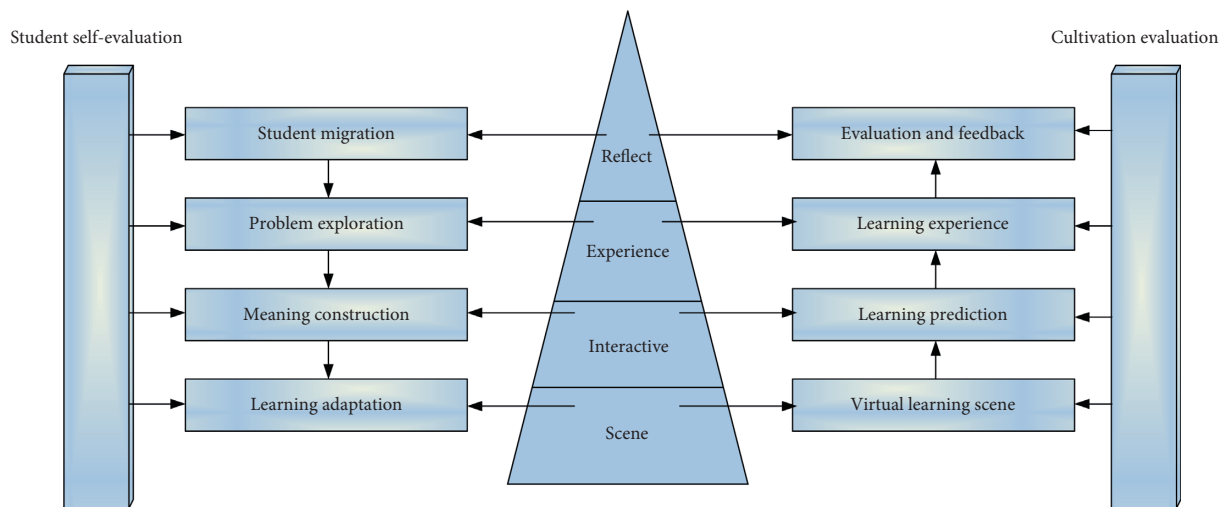 Student self-evaluation
Cultivation evaluation
Student migration
Reflect
Evaluation and feedback
Problem exploration
Experience
Learning experience
Meaning construction
Interactive
Learning prediction
Learning adaptation
Scene
Virtual learning scene